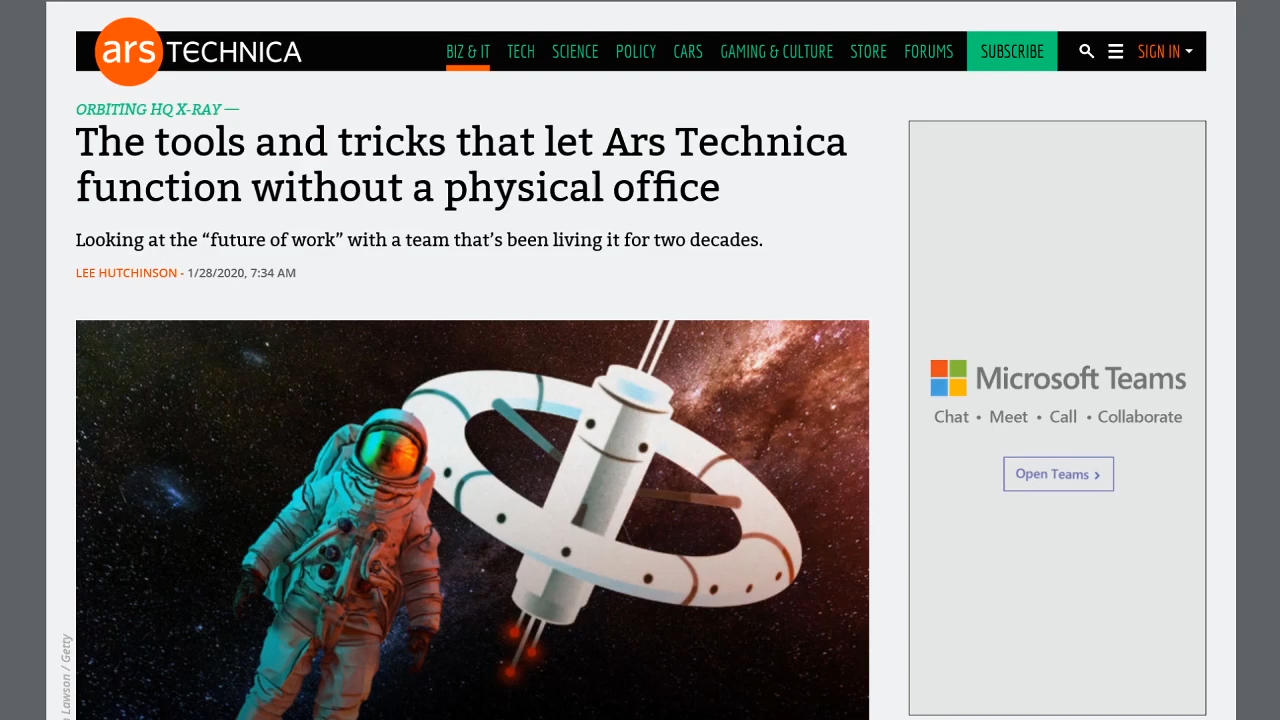 ars TECHNICA
BIZ & IT TECH SCIENCE POLICY CARS GAMING & CULTURE STORE FORUMS SUBSCRIBE SIGN IN
ORBITING HQ X-RAY —
The tools and tricks that let Ars Technica
function without a physical office
Looking at the “future of work” with a team that’s been living it for two decades.
LEE HUTCHINSON - 1/28/2020, 7:34 AM
Lawson / Getty
Microsoft Teams
Chat • Meet • Call • Collaborate
Open Teams ›